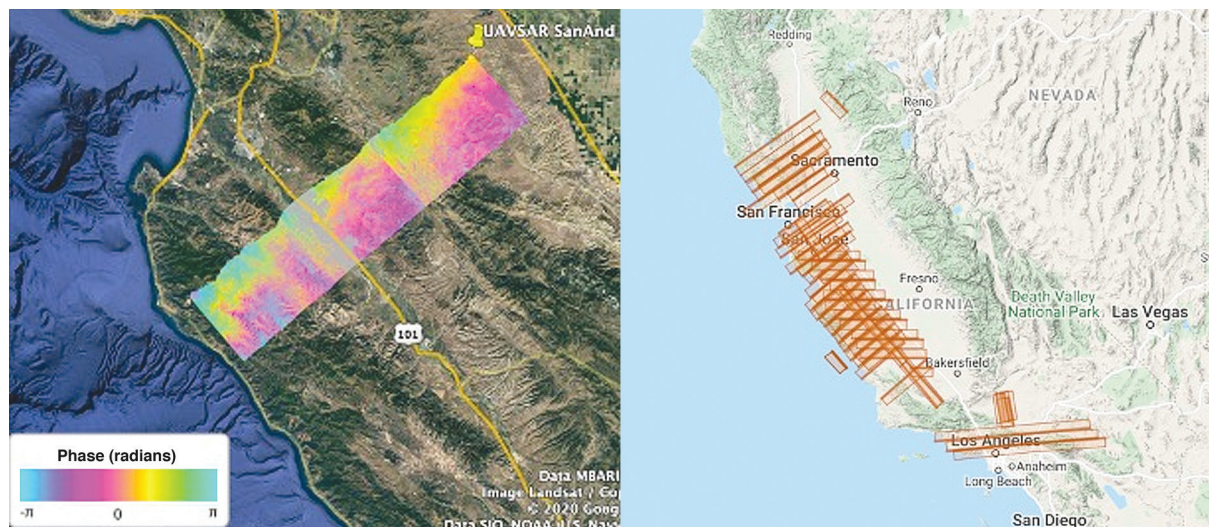 UAVSAR SanAnd
101
Phase (radians)
-π 0 π
Data MBARI
Image Landsat / Cop
© 2020 Goog
Data SIO, NOAA, U.S. Navy
Redding
Reno
NEVADA
Sacramento
San Francisco
San Jose
Fresno
CALIFORNIA
Death Valley
National Park
Las Vegas
Bakersfield
Los Angeles
Anaheim
Long Beach
San Diego